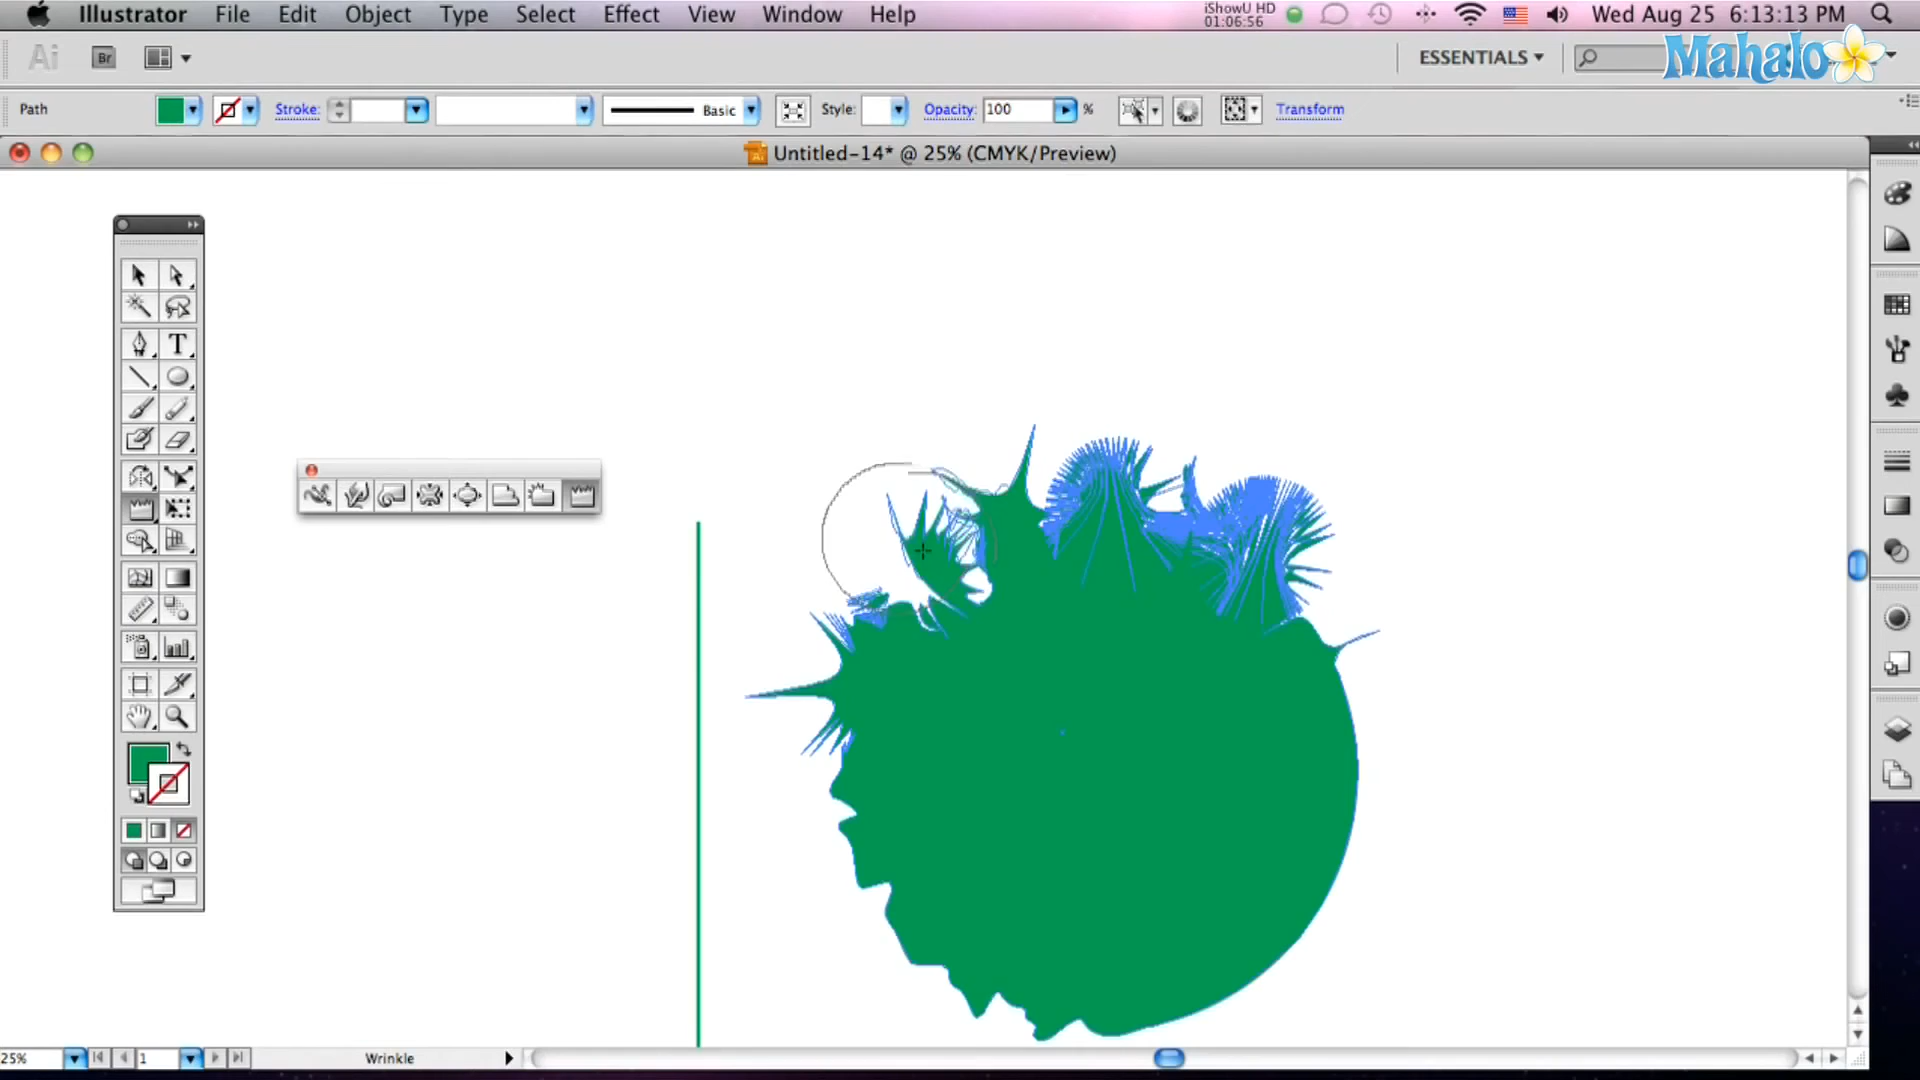 Illustrator File Edit Object Type Select Effect View Window Help iShowU HD 01:06:56 Wed Aug 25 6:13:13 PM
Ai Br ESSENTIALS Mahalo
Path Stroke: Basic Style: Opacity: 100 % Transform
Untitled-14* @ 25% (CMYK/Preview)
T
25% 1 Wrinkle